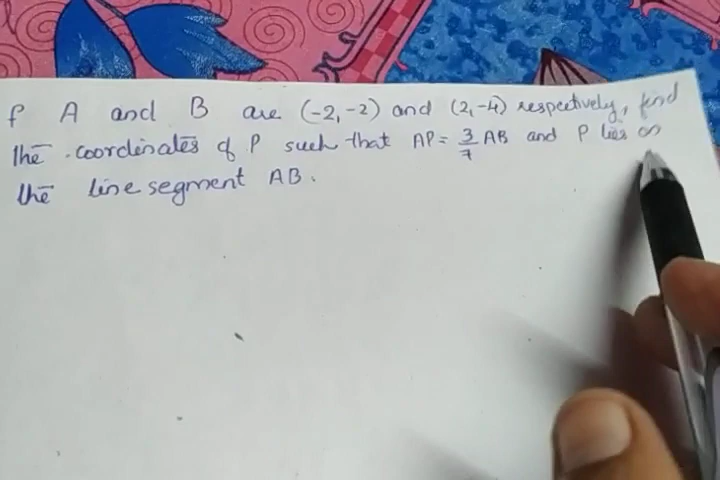 f A and B are (-2,-2) and (2,-4) respectively, find
the coordinates of P such that AP = 3/7 AB and P lies on
the line segment AB.